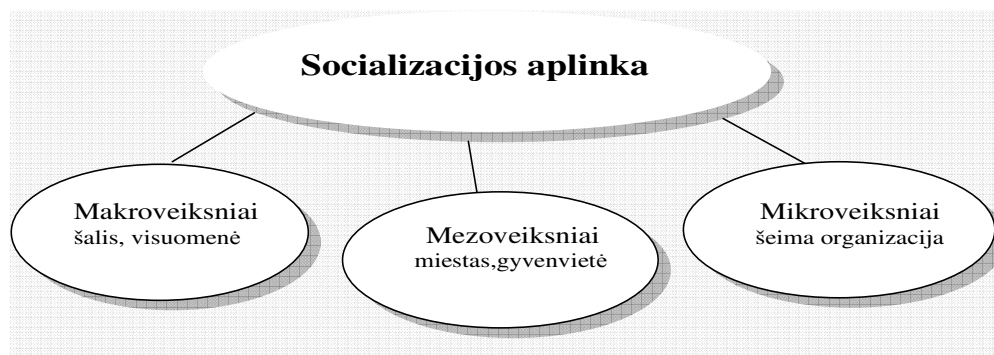 Socializacijos aplinka
Makroveiksniai
šalis, visuomenė
Mezoveiksniai
miestas,gyvenvietė
Mikroveiksniai
šeima organizacija